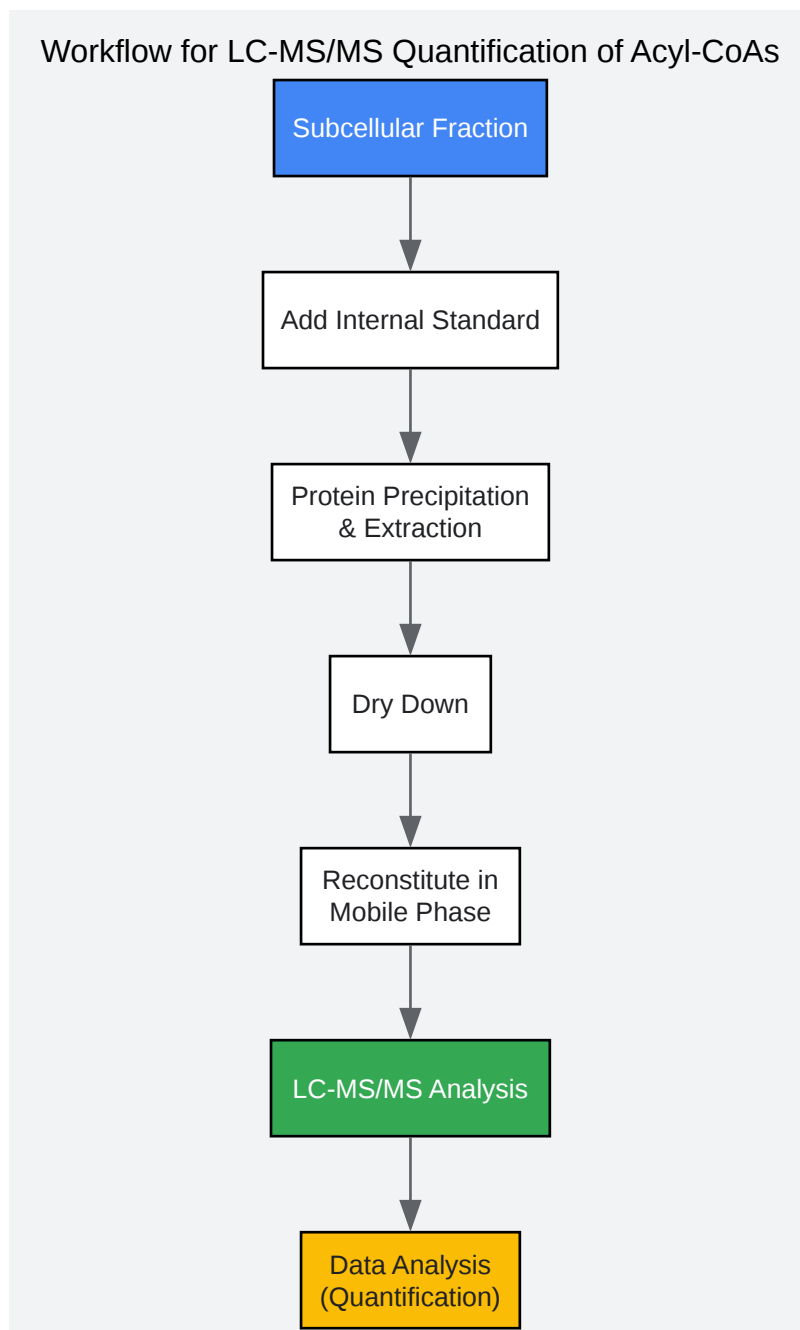 Workflow for LC-MS/MS Quantification of Acyl-CoAs
Subcellular Fraction
Add Internal Standard
Protein Precipitation
& Extraction
Dry Down
Reconstitute in
Mobile Phase
LC-MS/MS Analysis
Data Analysis
(Quantification)